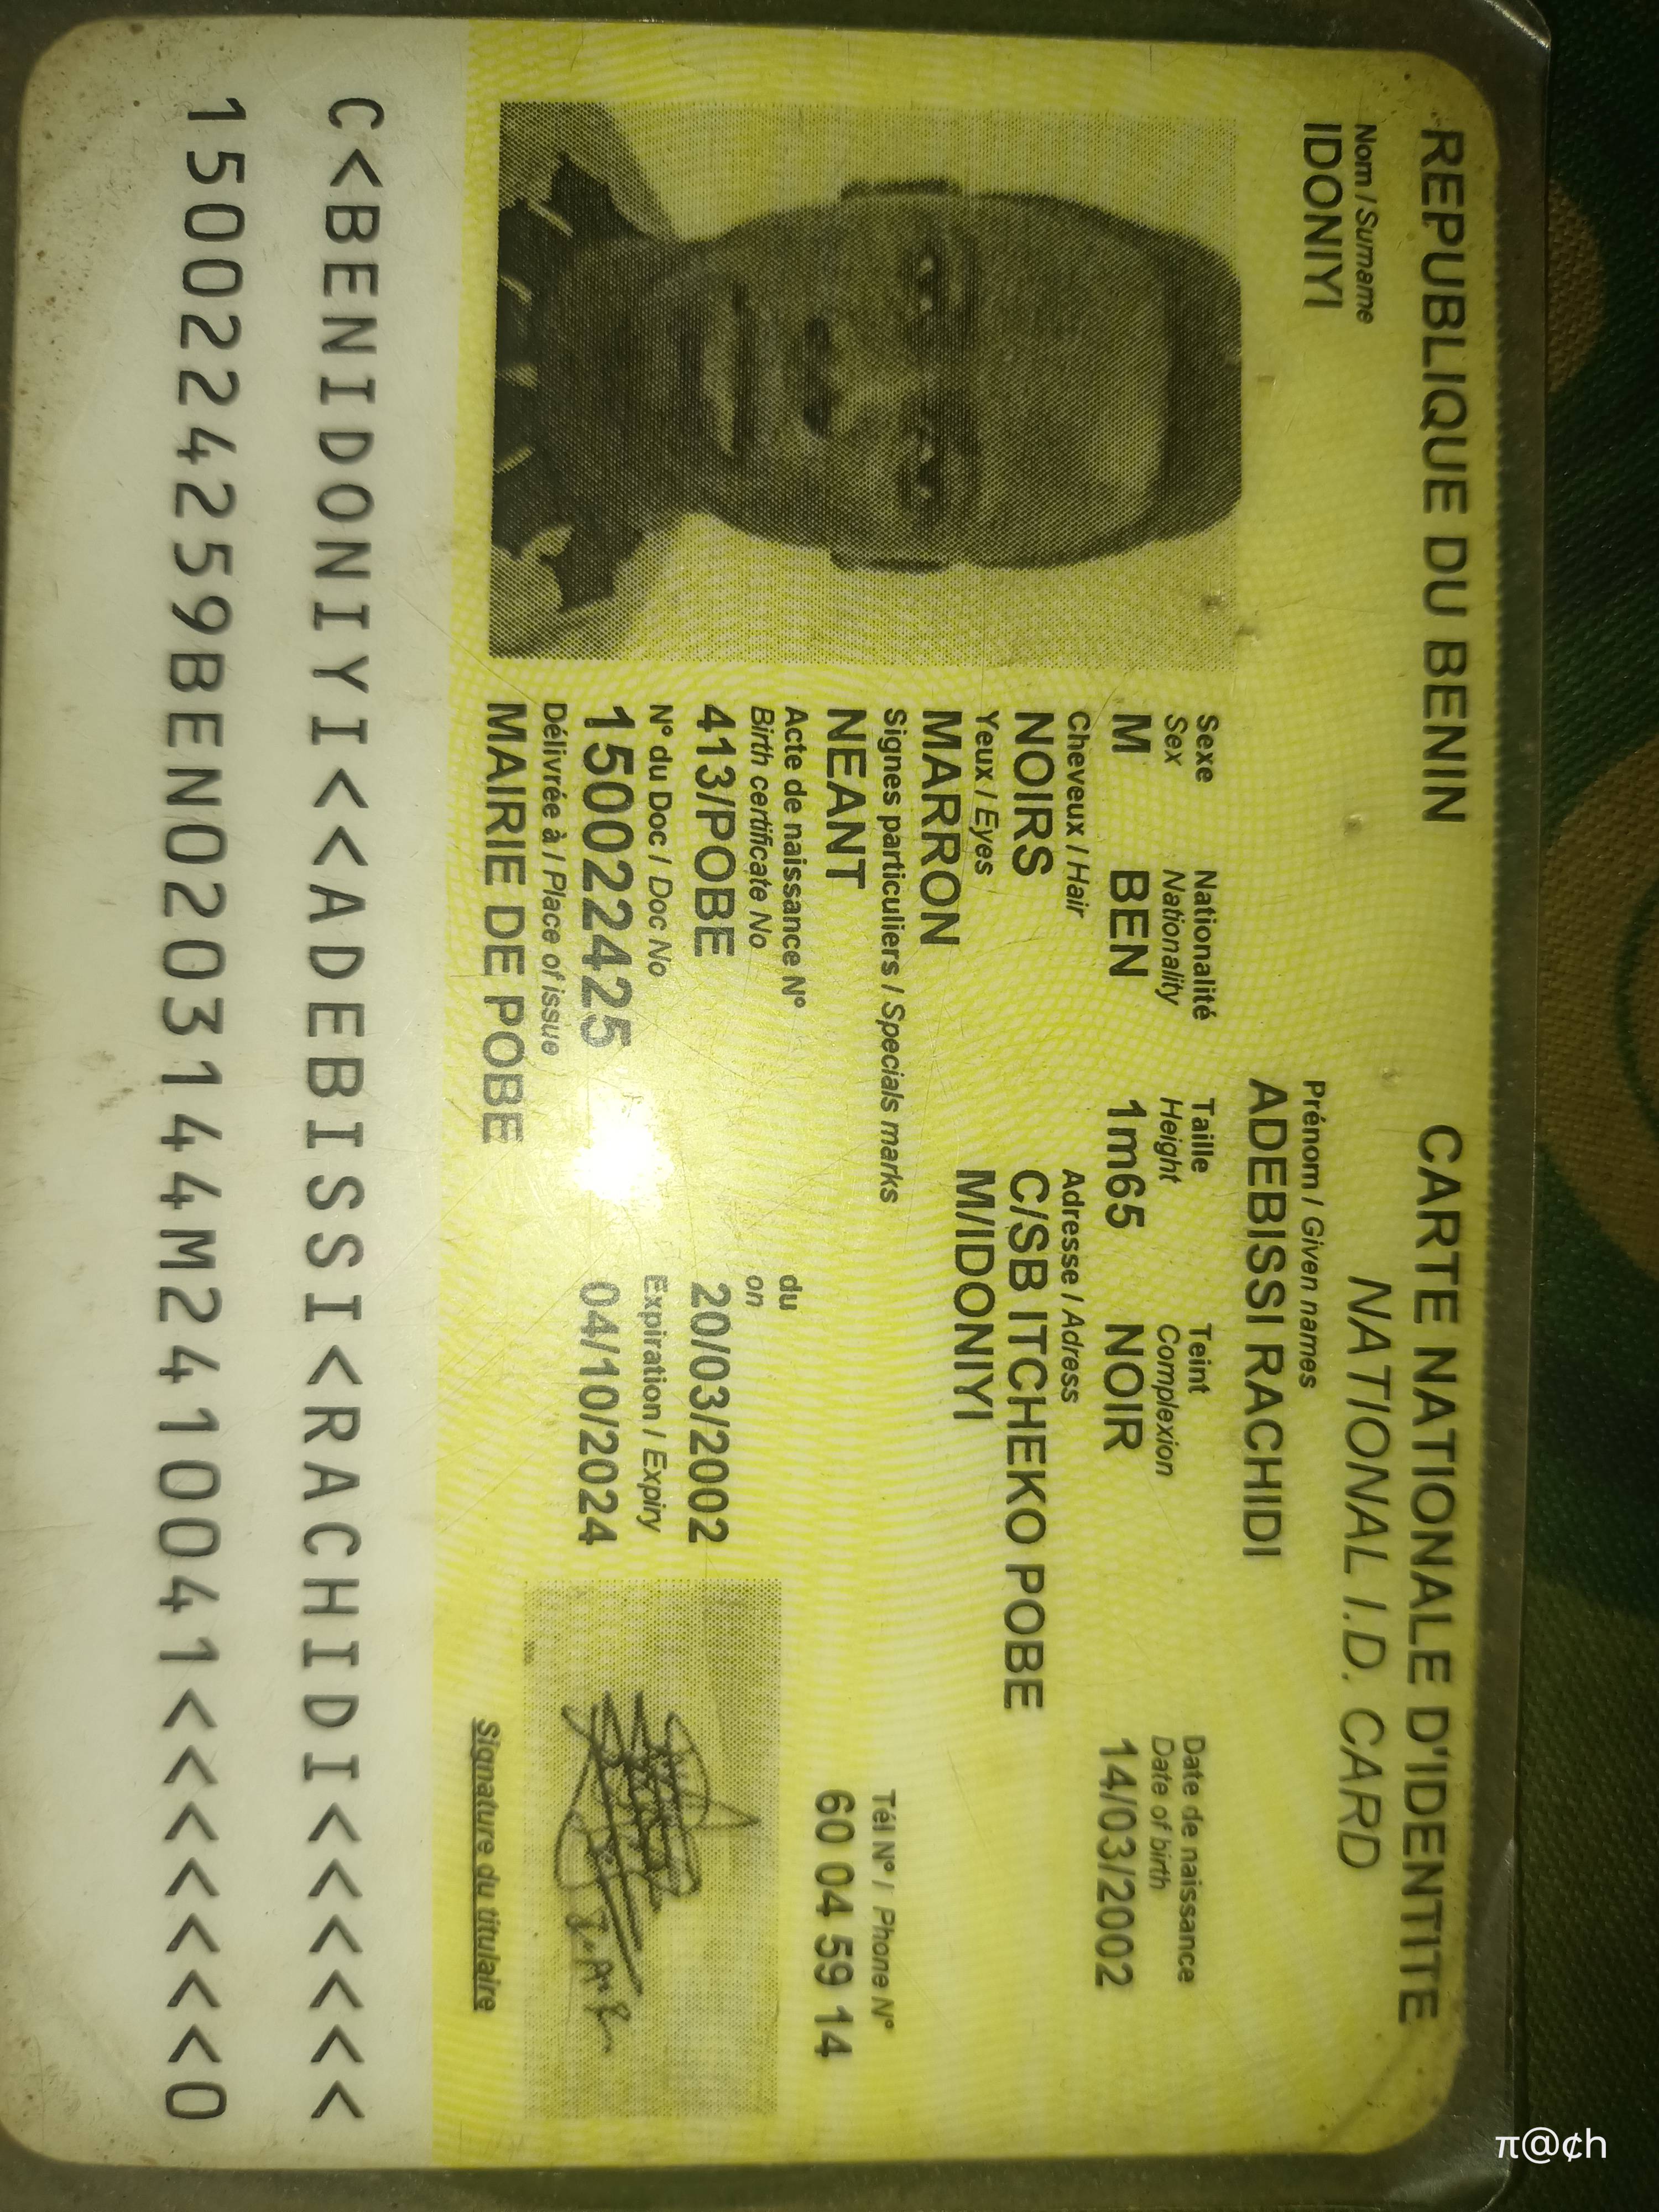 REPUBLIQUE DU BENIN
CARTE NATIONALE D'IDENTITE
NATIONAL I.D. CARD
Nom / Surname
IDONIYI
Prénom / Given names
ADEBISSI RACHIDI
Sexe Nationalité Taille Teint Date de naissance
Sex Nationality Height Complexion Date of birth
M BEN 1m65 NOIR 14/03/2002
Cheveux / Hair Adresse / Adress
NOIRS C/SB ITCHEKO POBE
Yeux / Eyes M/IDONIYI
MARRON
Signes particuliers / Specials marks Tél N° / Phone N°
NEANT 60 04 59 14
Acte de naissance N° du
Birth certificate No on
413/POBE 20/03/2002
N° du Doc / Doc No Expiration / Expiry
150022425 04/10/2024
Délivrée à / Place of issue
MAIRIE DE POBE
Signature du titulaire
C<BENIDONIYI<<ADEBISSI<RACHIDI<<<<<<
1500224259BEN0203144M2410041<<<<<<<0
π@¢h